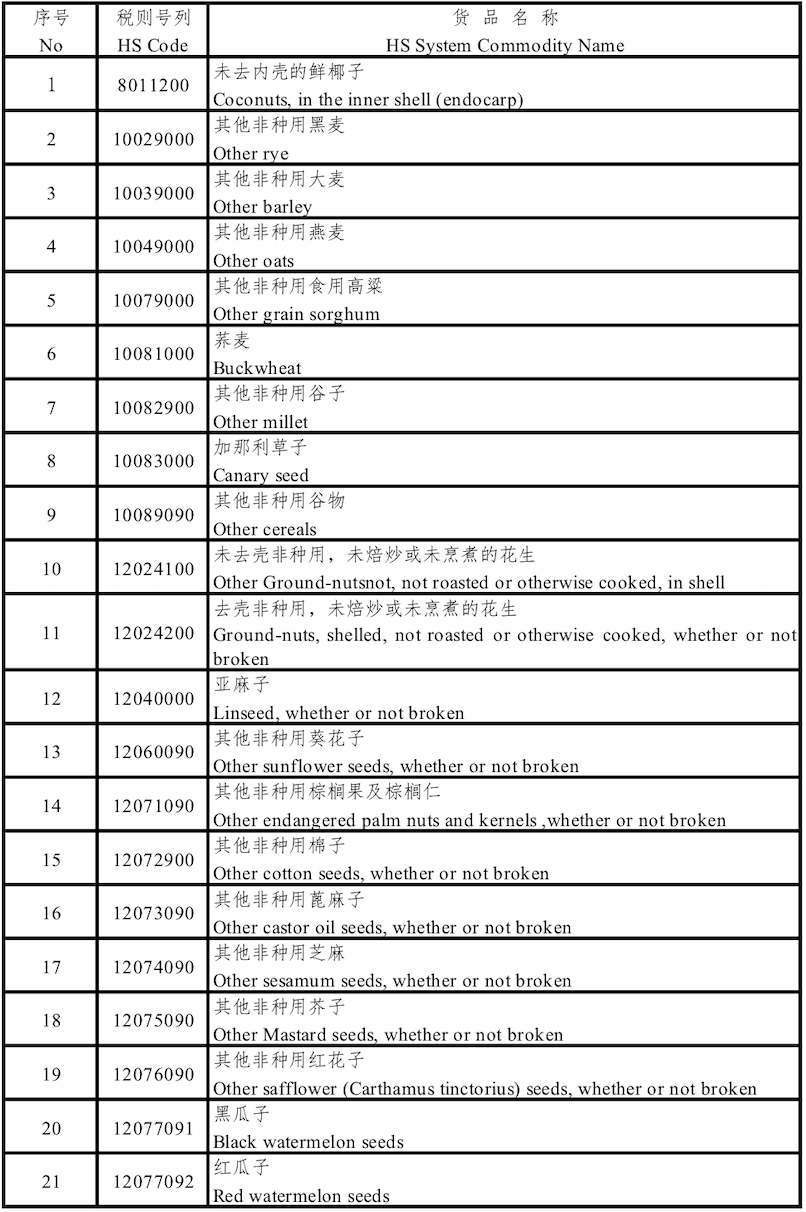 序号 税则号列 货 品 名 称
No HS Code HS System Commodity Name
1 8011200 未去内壳的鲜椰子
Coconuts, in the inner shell (endocarp)
2 10029000 其他非种用黑麦
Other rye
3 10039000 其他非种用大麦
Other barley
4 10049000 其他非种用燕麦
Other oats
5 10079000 其他非种用食用高粱
Other grain sorghum
6 10081000 荞麦
Buckwheat
7 10082900 其他非种用谷子
Other millet
8 10083000 加那利草子
Canary seed
9 10089090 其他非种用谷物
Other cereals
10 12024100 未去壳非种用，未焙炒或未烹煮的花生
Other Ground-nutsnot, not roasted or otherwise cooked, in shell
11 12024200 去壳非种用，未焙炒或未烹煮的花生
Ground-nuts, shelled, not roasted or otherwise cooked, whether or not
broken
12 12040000 亚麻子
Linseed, whether or not broken
13 12060090 其他非种用葵花子
Other sunflower seeds, whether or not broken
14 12071090 其他非种用棕榈果及棕榈仁
Other endangered palm nuts and kernels ,whether or not broken
15 12072900 其他非种用棉子
Other cotton seeds, whether or not broken
16 12073090 其他非种用蓖麻子
Other castor oil seeds, whether or not broken
17 12074090 其他非种用芝麻
Other sesamum seeds, whether or not broken
18 12075090 其他非种用芥子
Other Mastard seeds, whether or not broken
19 12076090 其他非种用红花子
Other safflower (Carthamus tinctorius) seeds, whether or not broken
20 12077091 黑瓜子
Black watermelon seeds
21 12077092 红瓜子
Red watermelon seeds